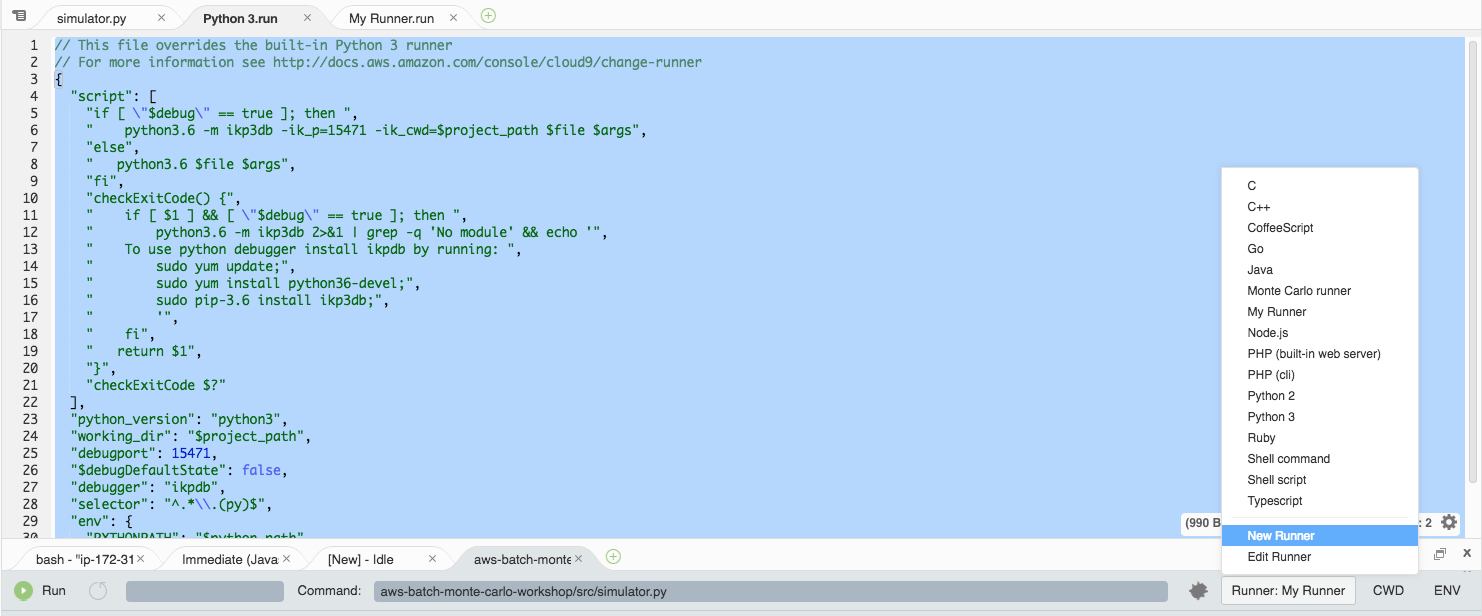 simulator.py
Python 3.run
My Runner.run
1 // This file overrides the built-in Python 3 runner
2 // For more information see http://docs.aws.amazon.com/console/cloud9/change-runner
3 {
4 "script": [
5 "if [ \"$debug\" == true ]; then ",
6 "    python3.6 -m ikp3db -ik_p=15471 -ik_cwd=$project_path $file $args",
7 "else",
8 "   python3.6 $file $args",
9 "fi",
10 "checkExitCode() {",
11 "    if [ $1 ] && [ \"$debug\" == true ]; then ",
12 "        python3.6 -m ikp3db 2>&1 | grep -q 'No module' && echo '",
13 "    To use python debugger install ikpdb by running: ",
14 "        sudo yum update;",
15 "        sudo yum install python36-devel;",
16 "        sudo pip-3.6 install ikp3db;",
17 "        '",
18 "    fi",
19 "   return $1",
20 "}",
21 "checkExitCode $?"
22 ],
23 "python_version": "python3",
24 "working_dir": "$project_path",
25 "debugport": 15471,
26 "$debugDefaultState": false,
27 "debugger": "ikpdb",
28 "selector": "^.*\\.(py)$",
29 "env": {
30 "PYTHONPATH": "$python_path"
C
C++
CoffeeScript
Go
Java
Monte Carlo runner
My Runner
Node.js
PHP (built-in web server)
PHP (cli)
Python 2
Python 3
Ruby
Shell command
Shell script
Typescript
New Runner
Edit Runner
(990 B
: 2
bash - "ip-172-31
Immediate (Java
[New] - Idle
aws-batch-monte
Run
Command:
aws-batch-monte-carlo-workshop/src/simulator.py
Runner: My Runner
CWD
ENV